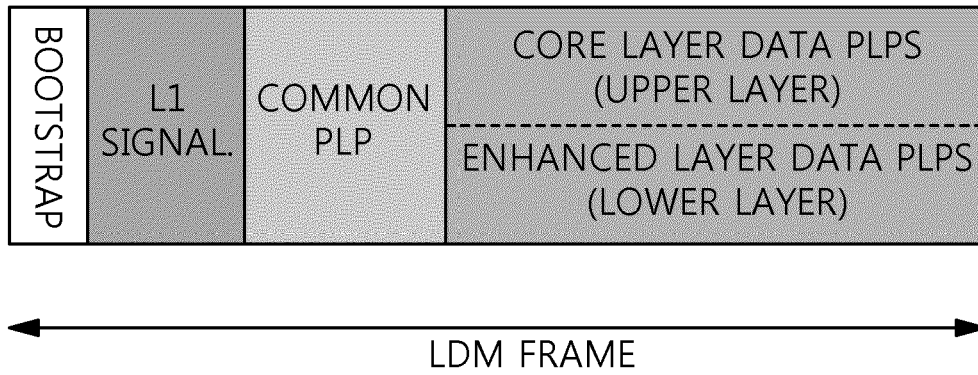 BOOTSTRAP
L1
SIGNAL.
COMMON
PLP
CORE LAYER DATA PLPS
(UPPER LAYER)
ENHANCED LAYER DATA PLPS
(LOWER LAYER)
LDM FRAME